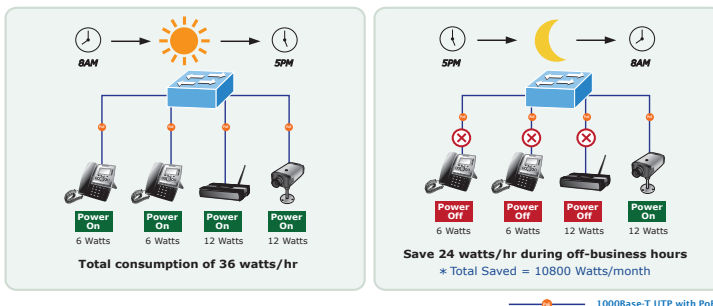 8AM
5PM
Power On
Power On
Power On
Power On
6 Watts
6 Watts
12 Watts
12 Watts
Total consumption of 36 watts/hr
5PM
8AM
Power Off
Power Off
Power Off
Power On
6 Watts
6 Watts
12 Watts
12 Watts
Save 24 watts/hr during off-business hours
* Total Saved = 10800 Watts/month
1000Base-T UTP with PoE